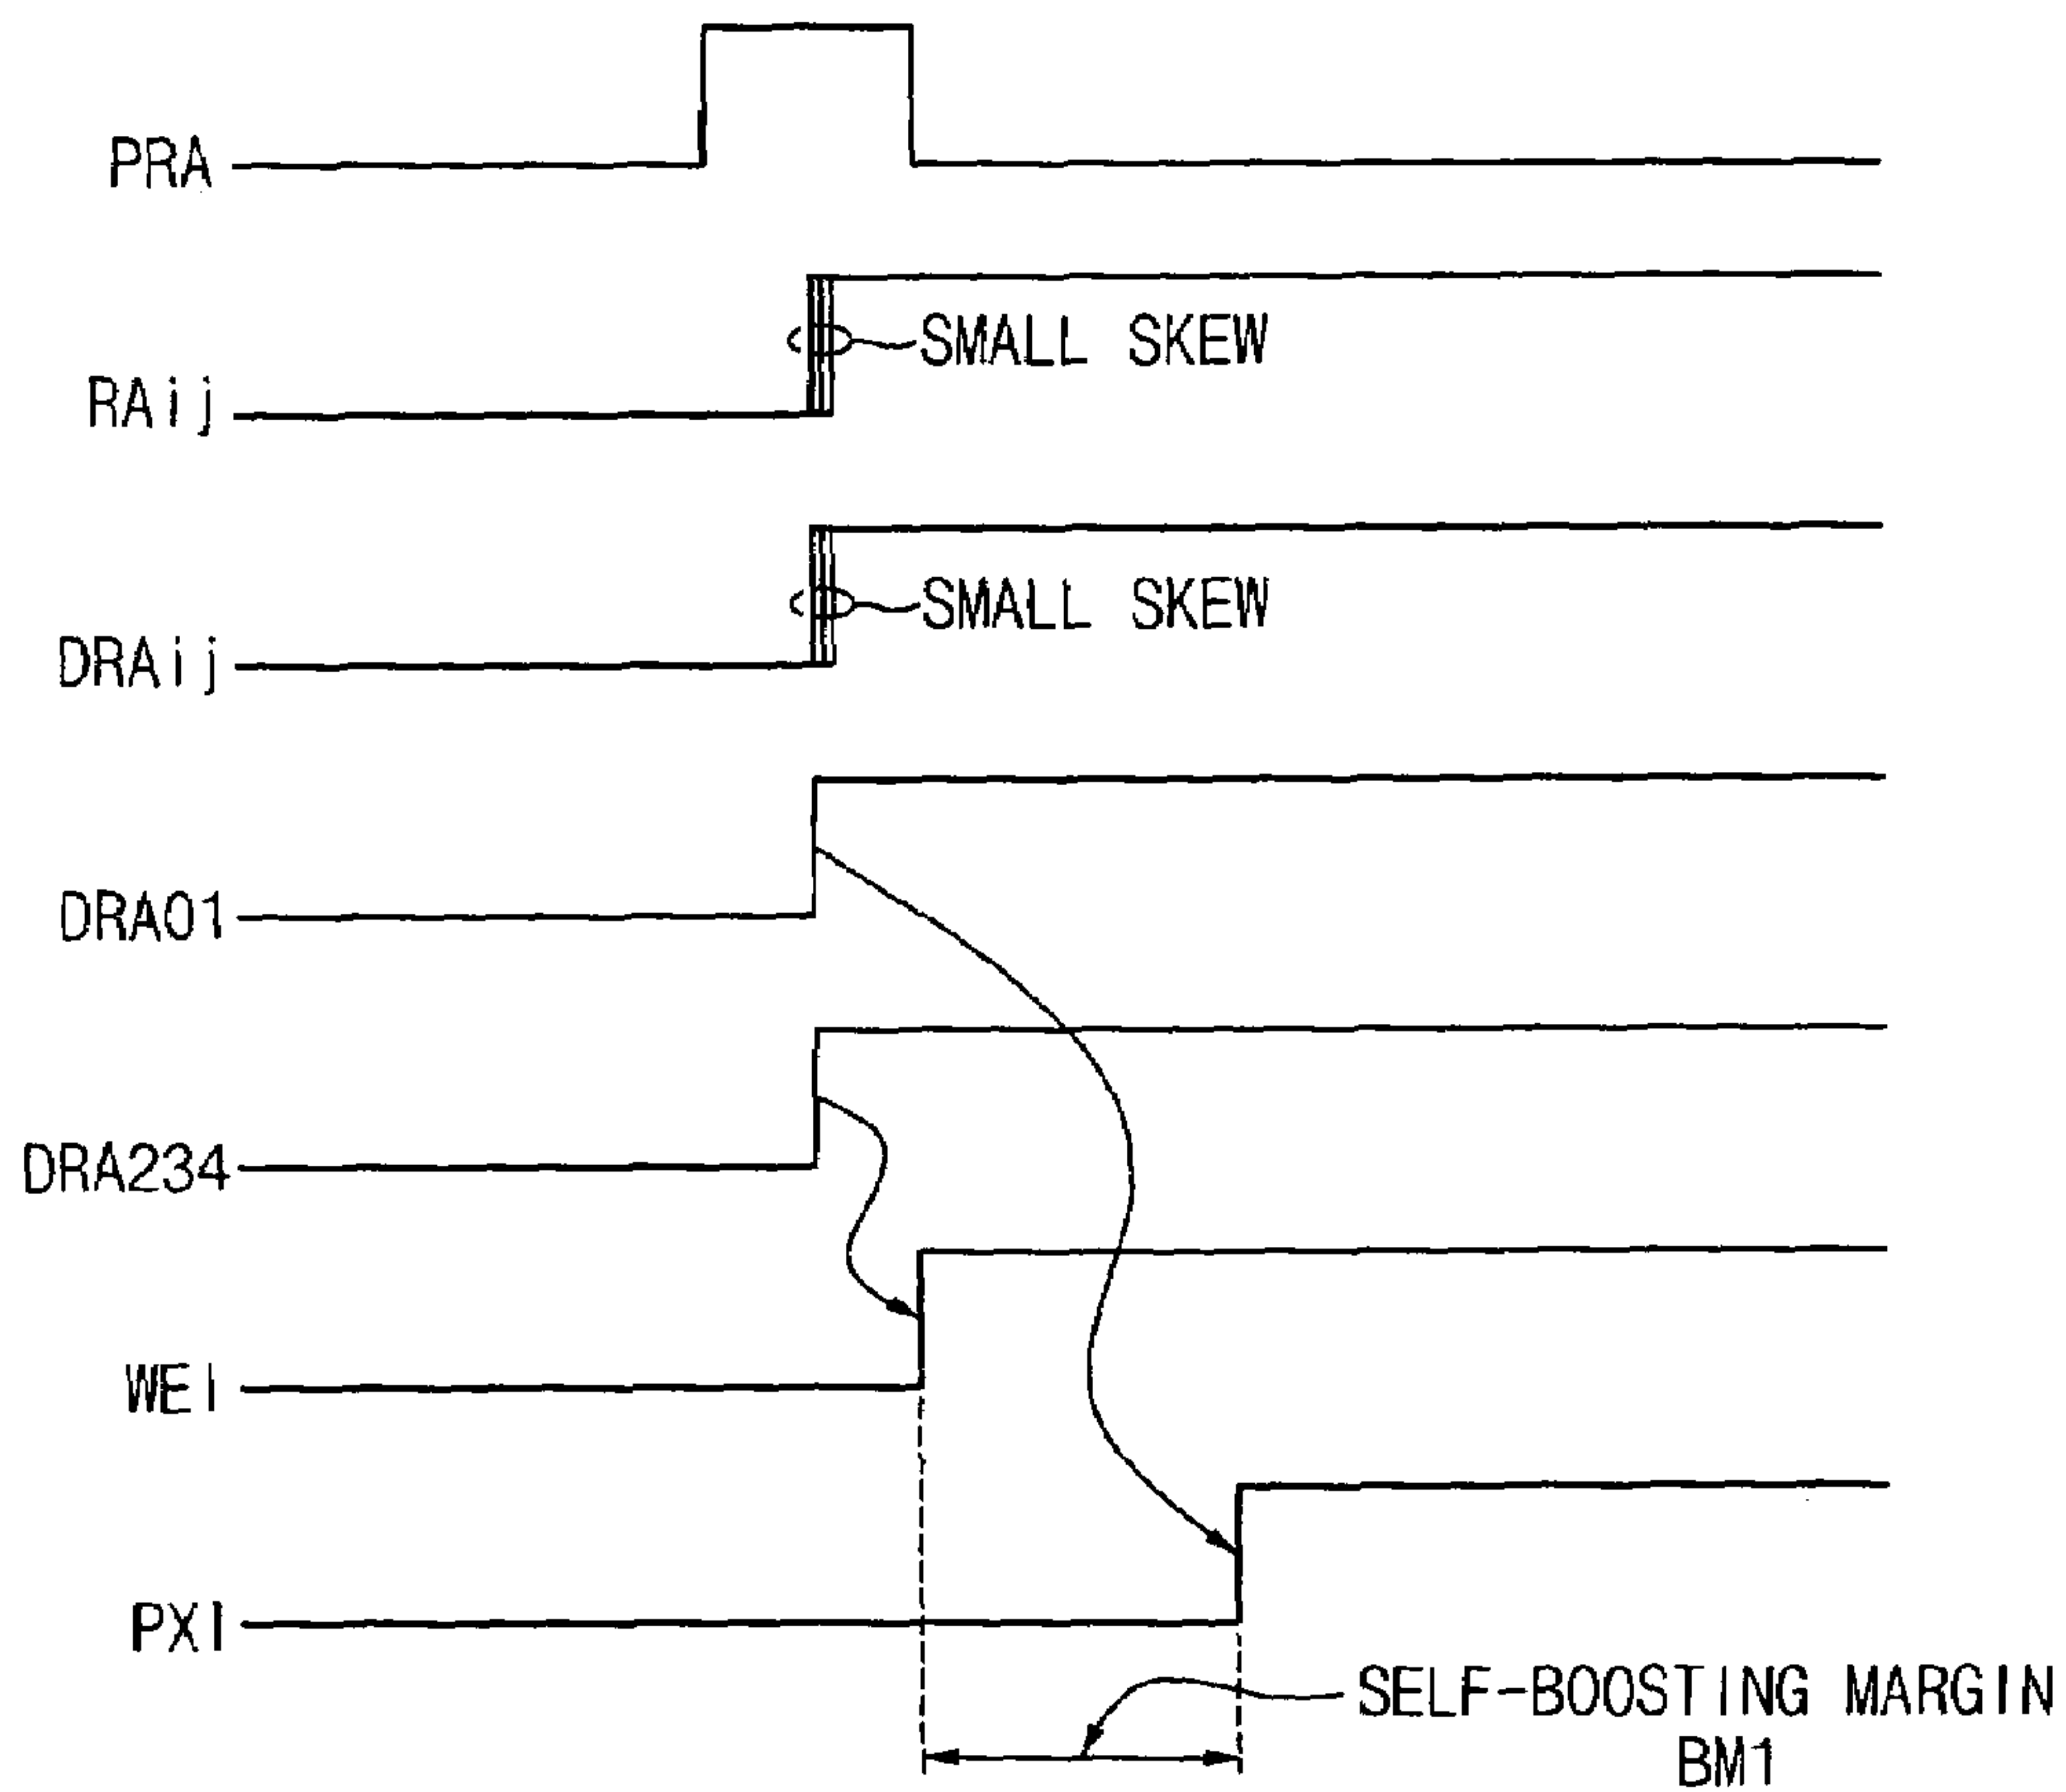 PRA
SMALL SKEW
RAij
SMALL SKEW
DRAij
DRA01
DRA234
WEI
PXI
SELF-BOOSTING MARGIN
BM1